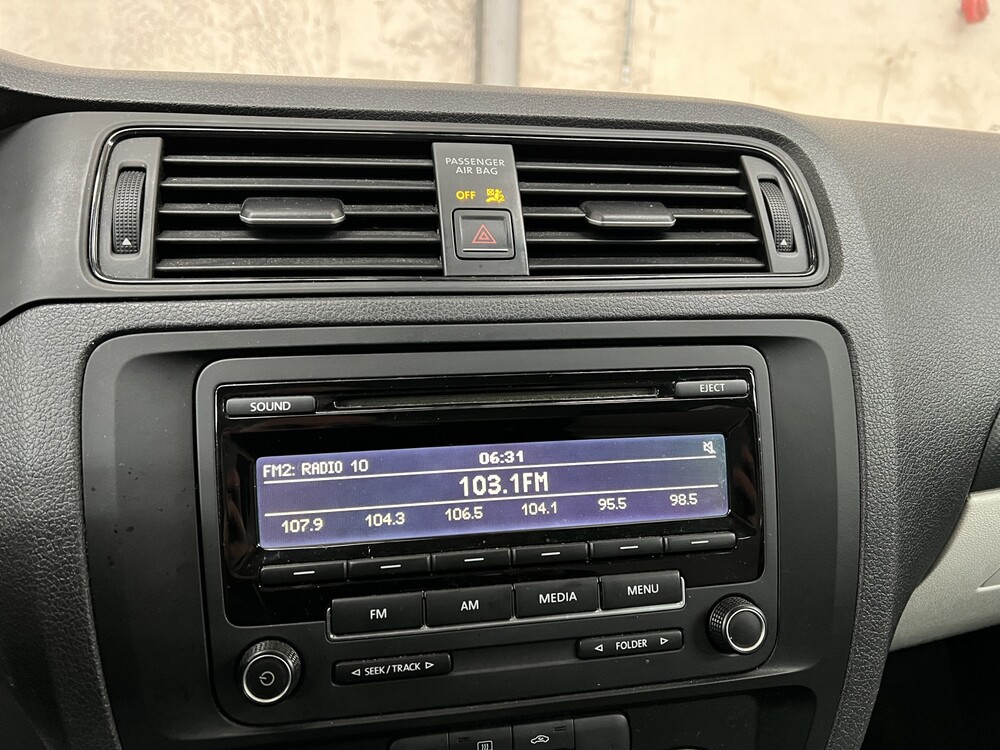 PASSENGER
AIR BAG
OFF
SOUND
EJECT
FM2: RADIO 10 06:31
103.1FM
107.9 104.3 106.5 104.1 95.5 98.5
FM AM MEDIA MENU
SEEK/TRACK FOLDER